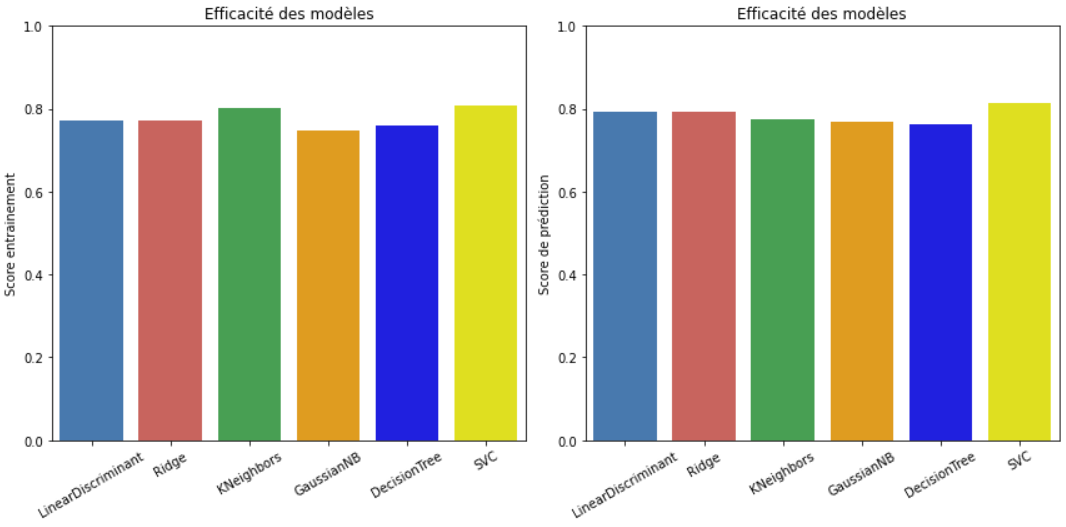 Efficacité des modèles
1.0
0.8
0.6
0.4
0.2
0.0
Score entrainement
LinearDiscriminant
Ridge
KNeighbors
GaussianNB
DecisionTree
SVC
Efficacité des modèles
1.0
0.8
0.6
0.4
0.2
0.0
Score de prédiction
LinearDiscriminant
Ridge
KNeighbors
GaussianNB
DecisionTree
SVC